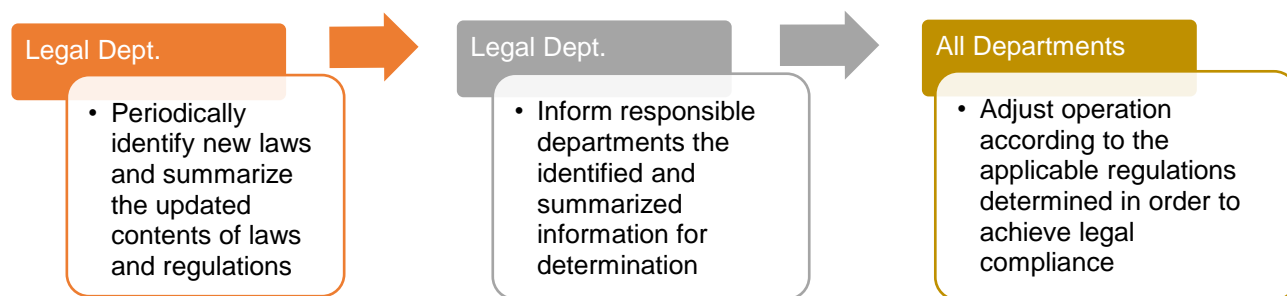 Legal Dept.
• Periodically
identify new laws
and summarize
the updated
contents of laws
and regulations
Legal Dept.
• Inform responsible
departments the
identified and
summarized
information for
determination
All Departments
• Adjust operation
according to the
applicable regulations
determined in order to
achieve legal
compliance